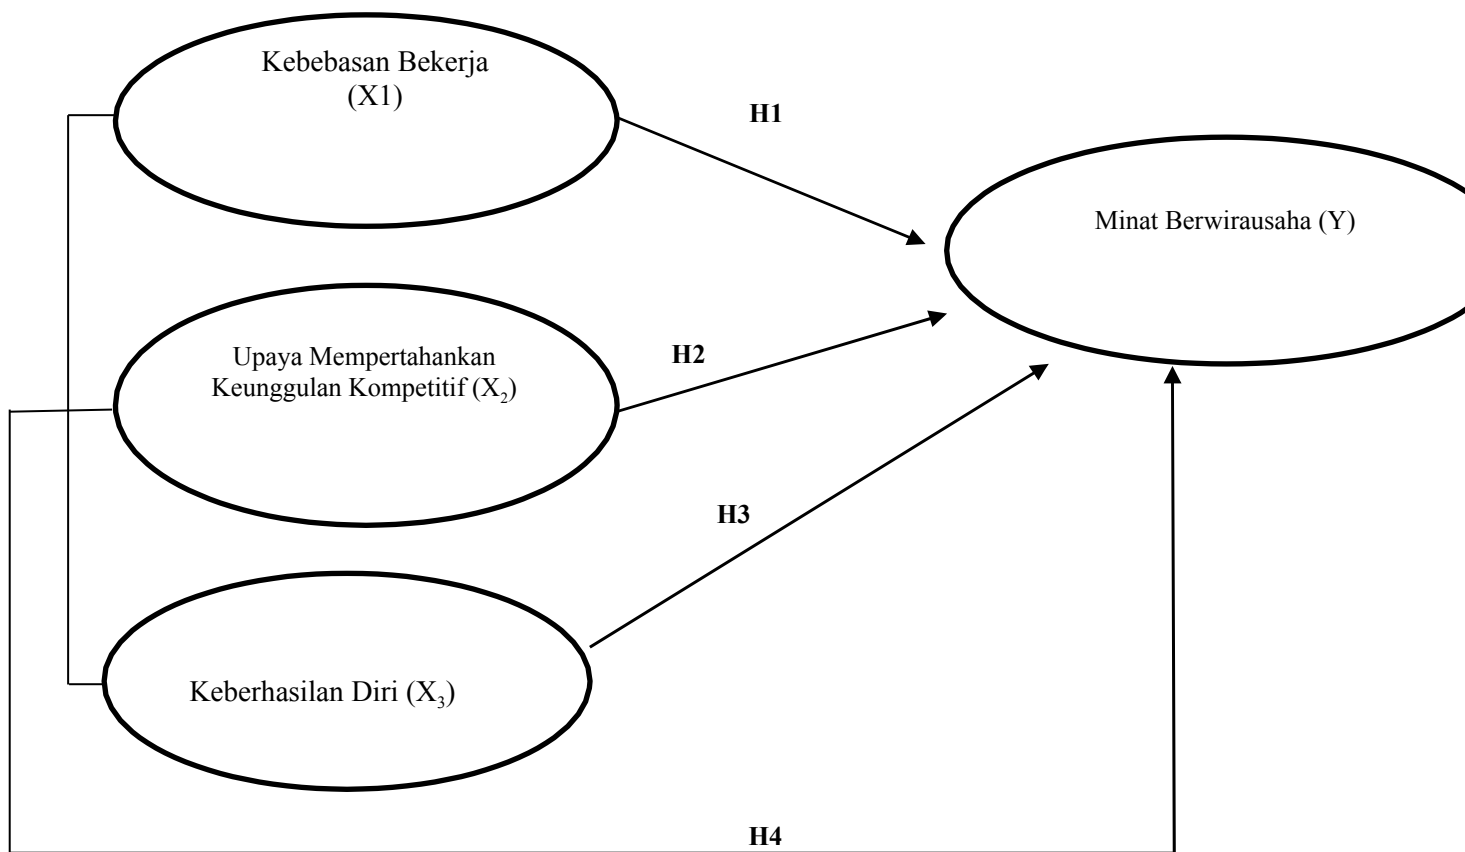 Kebebasan Bekerja
(X1)
H1
Minat Berwirausaha (Y)
Upaya Mempertahankan
Keunggulan Kompetitif (X₂)
H2
H3
Keberhasilan Diri (X₃)
H4